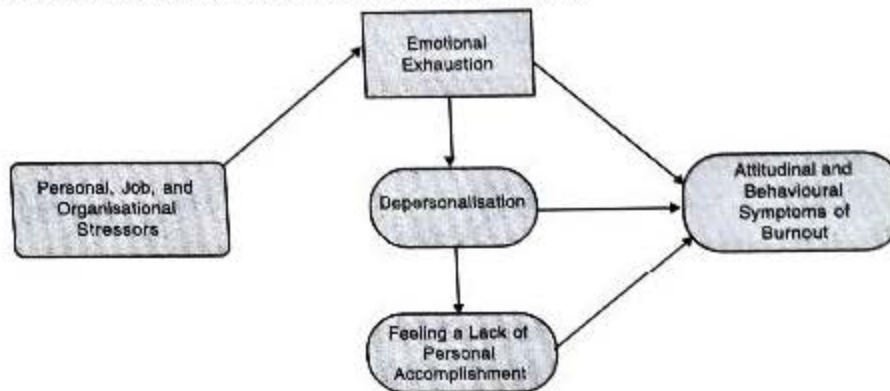 Emotional
Exhaustion
Personal, Job, and
Organisational
Stressors
Depersonalisation
Attitudinal and
Behavioural
Symptoms of
Burnout
Feeling a Lack of
Personal
Accomplishment